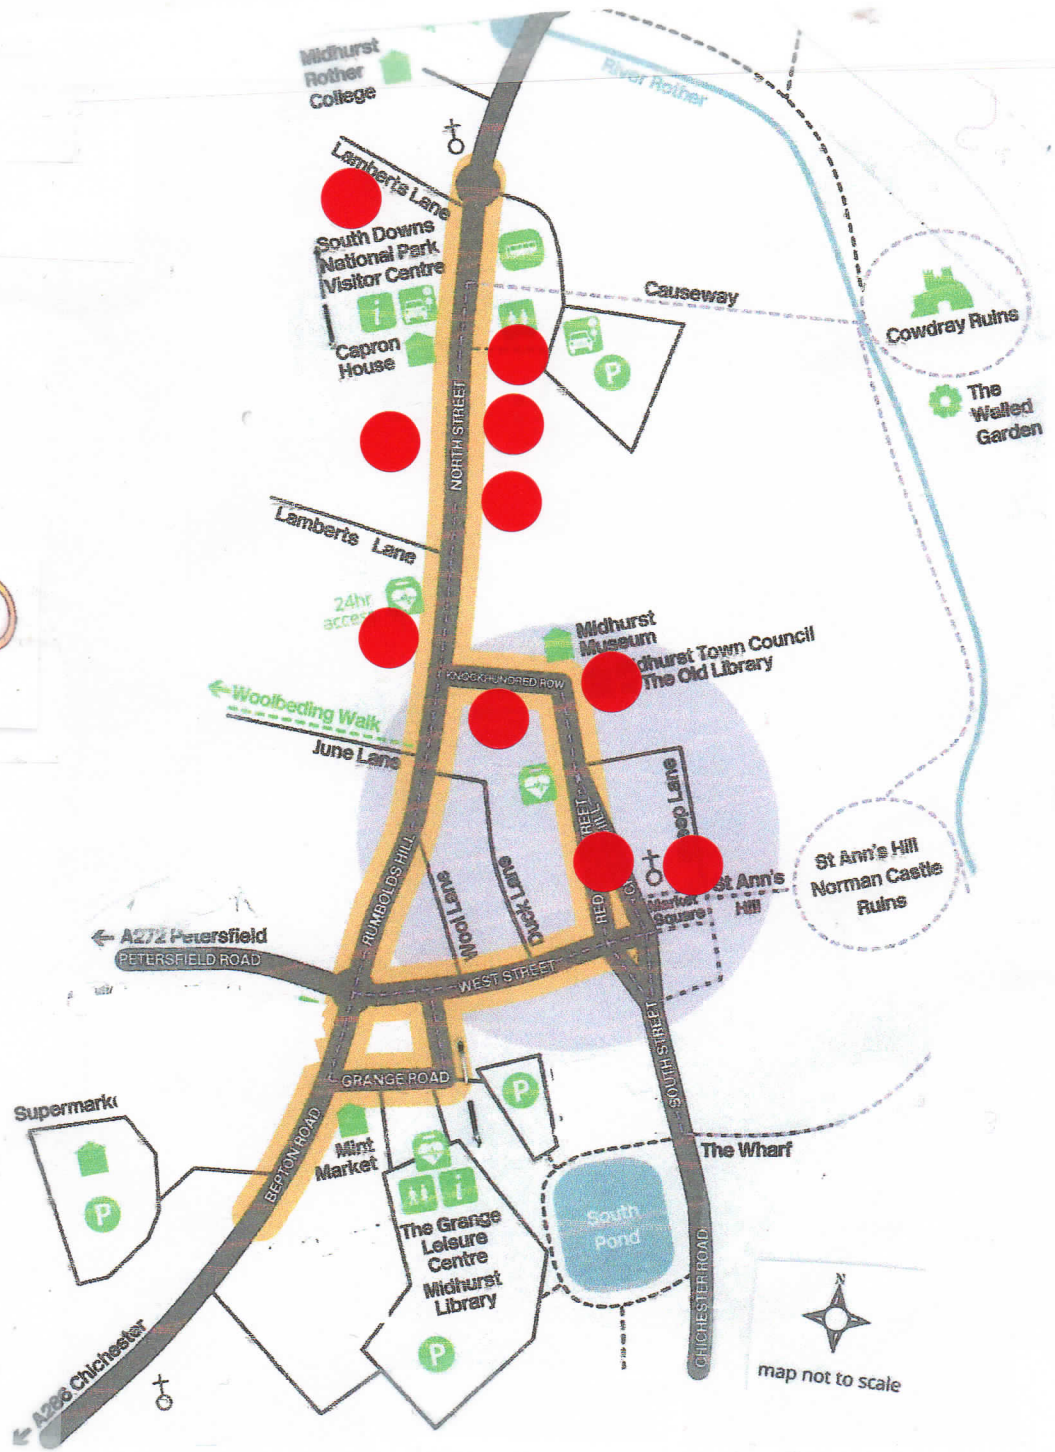 Midhurst
Rother
College
River Rother
Lamberts Lane
South Downs
National Park
Visitor Centre
i
Causeway
Cowdray Ruins
Capron
House
P
The
Walled
Garden
NORTH STREET
Lamberts Lane
24hr
Midhurst
Museum
Town Council
The Old Library
KNOCKHUNDRED ROW
Woolbeding Walk
June Lane
RUMBOLDS HILL
Wool Lane
Duck Lane
St Ann's
Hill
Market
Square
St Ann's Hill
Norman Castle
Ruins
A272 Petersfield
PETERSFIELD ROAD
WEST STREET
SOUTH STREET
GRANGE ROAD
P
BEPTON ROAD
Mint
Market
P
The Wharf
i
The Grange
Leisure
Centre
Midhurst
Library
P
South
Pond
CHICHESTER ROAD
N
map not to scale
A286 Chichester